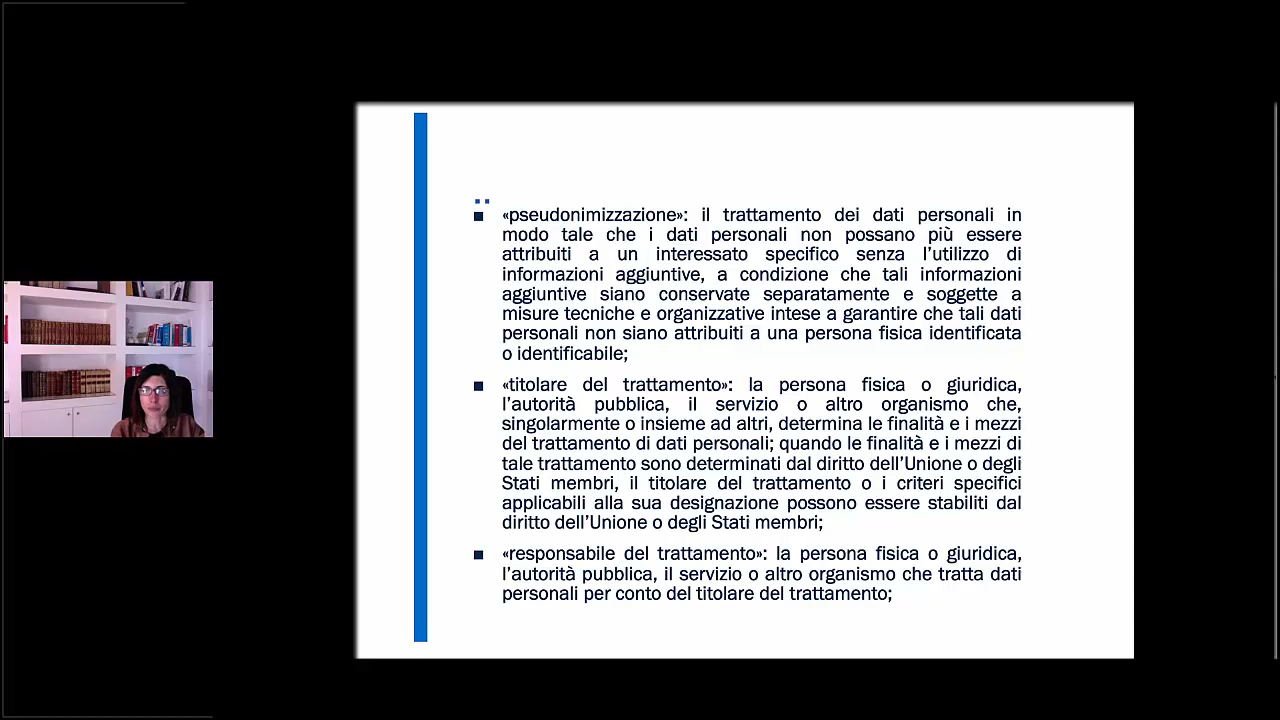 «pseudonimizzazione»: il trattamento dei dati personali in
modo tale che i dati personali non possano più essere
attribuiti a un interessato specifico senza l'utilizzo di
informazioni aggiuntive, a condizione che tali informazioni
aggiuntive siano conservate separatamente e soggette a
misure tecniche e organizzative intese a garantire che tali dati
personali non siano attribuiti a una persona fisica identificata
o identificabile;
«titolare del trattamento»: la persona fisica o giuridica,
l'autorità pubblica, il servizio o altro organismo che,
singolarmente o insieme ad altri, determina le finalità e i mezzi
del trattamento di dati personali; quando le finalità e i mezzi di
tale trattamento sono determinati dal diritto dell'Unione o degli
Stati membri, il titolare del trattamento o i criteri specifici
applicabili alla sua designazione possono essere stabiliti dal
diritto dell'Unione o degli Stati membri;
«responsabile del trattamento»: la persona fisica o giuridica,
l'autorità pubblica, il servizio o altro organismo che tratta dati
personali per conto del titolare del trattamento;